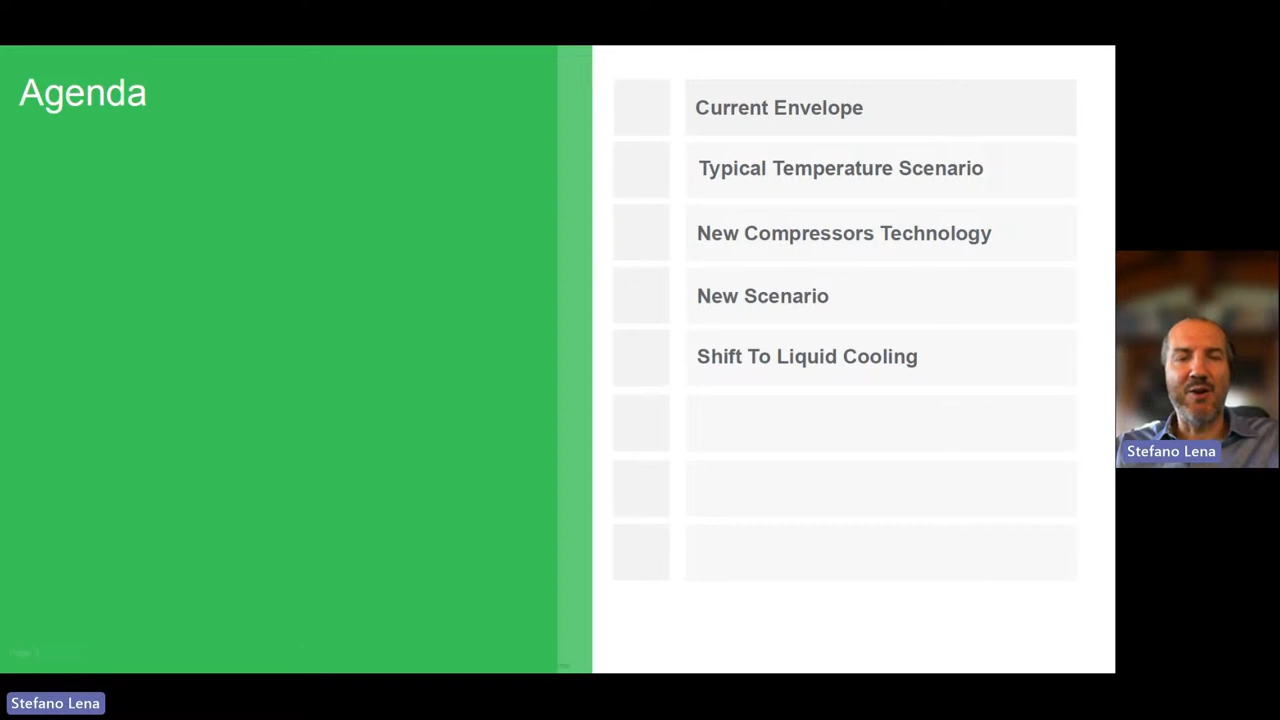 Agenda
Current Envelope
Typical Temperature Scenario
New Compressors Technology
New Scenario
Shift To Liquid Cooling
Stefano Lena
Stefano Lena